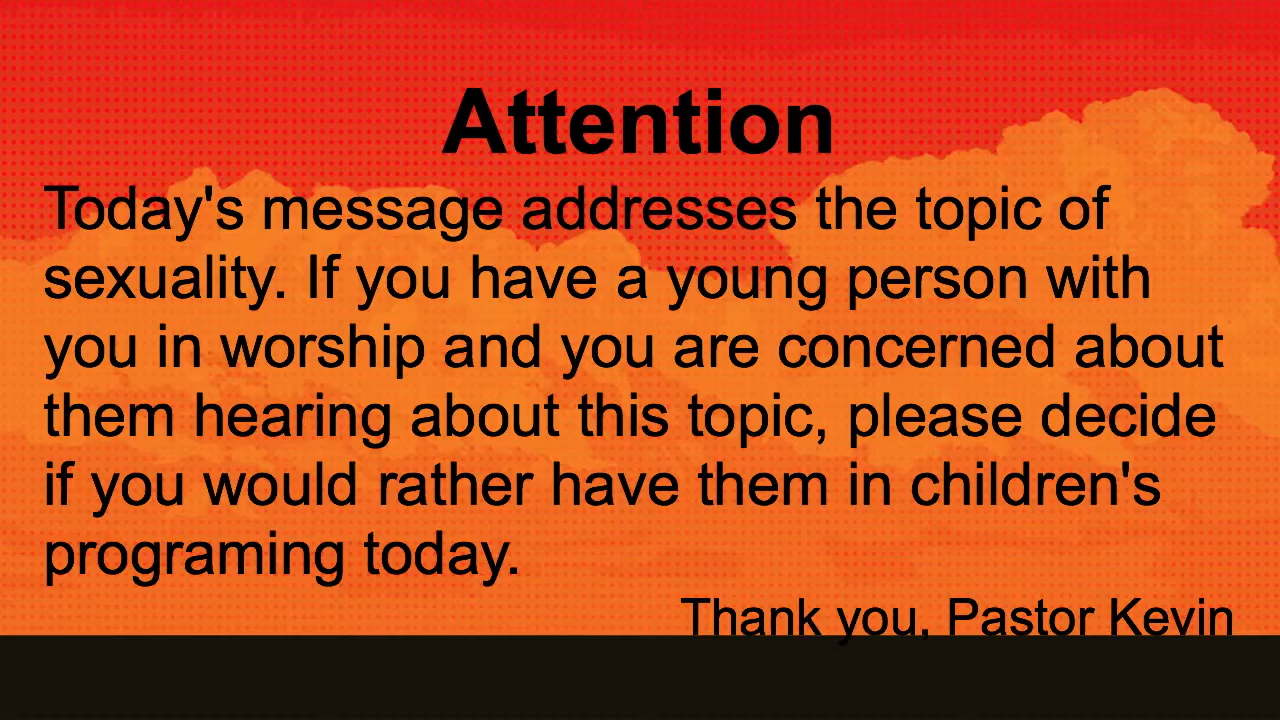 Attention
Today's message addresses the topic of
sexuality. If you have a young person with
you in worship and you are concerned about
them hearing about this topic, please decide
if you would rather have them in children's
programing today.
Thank you, Pastor Kevin